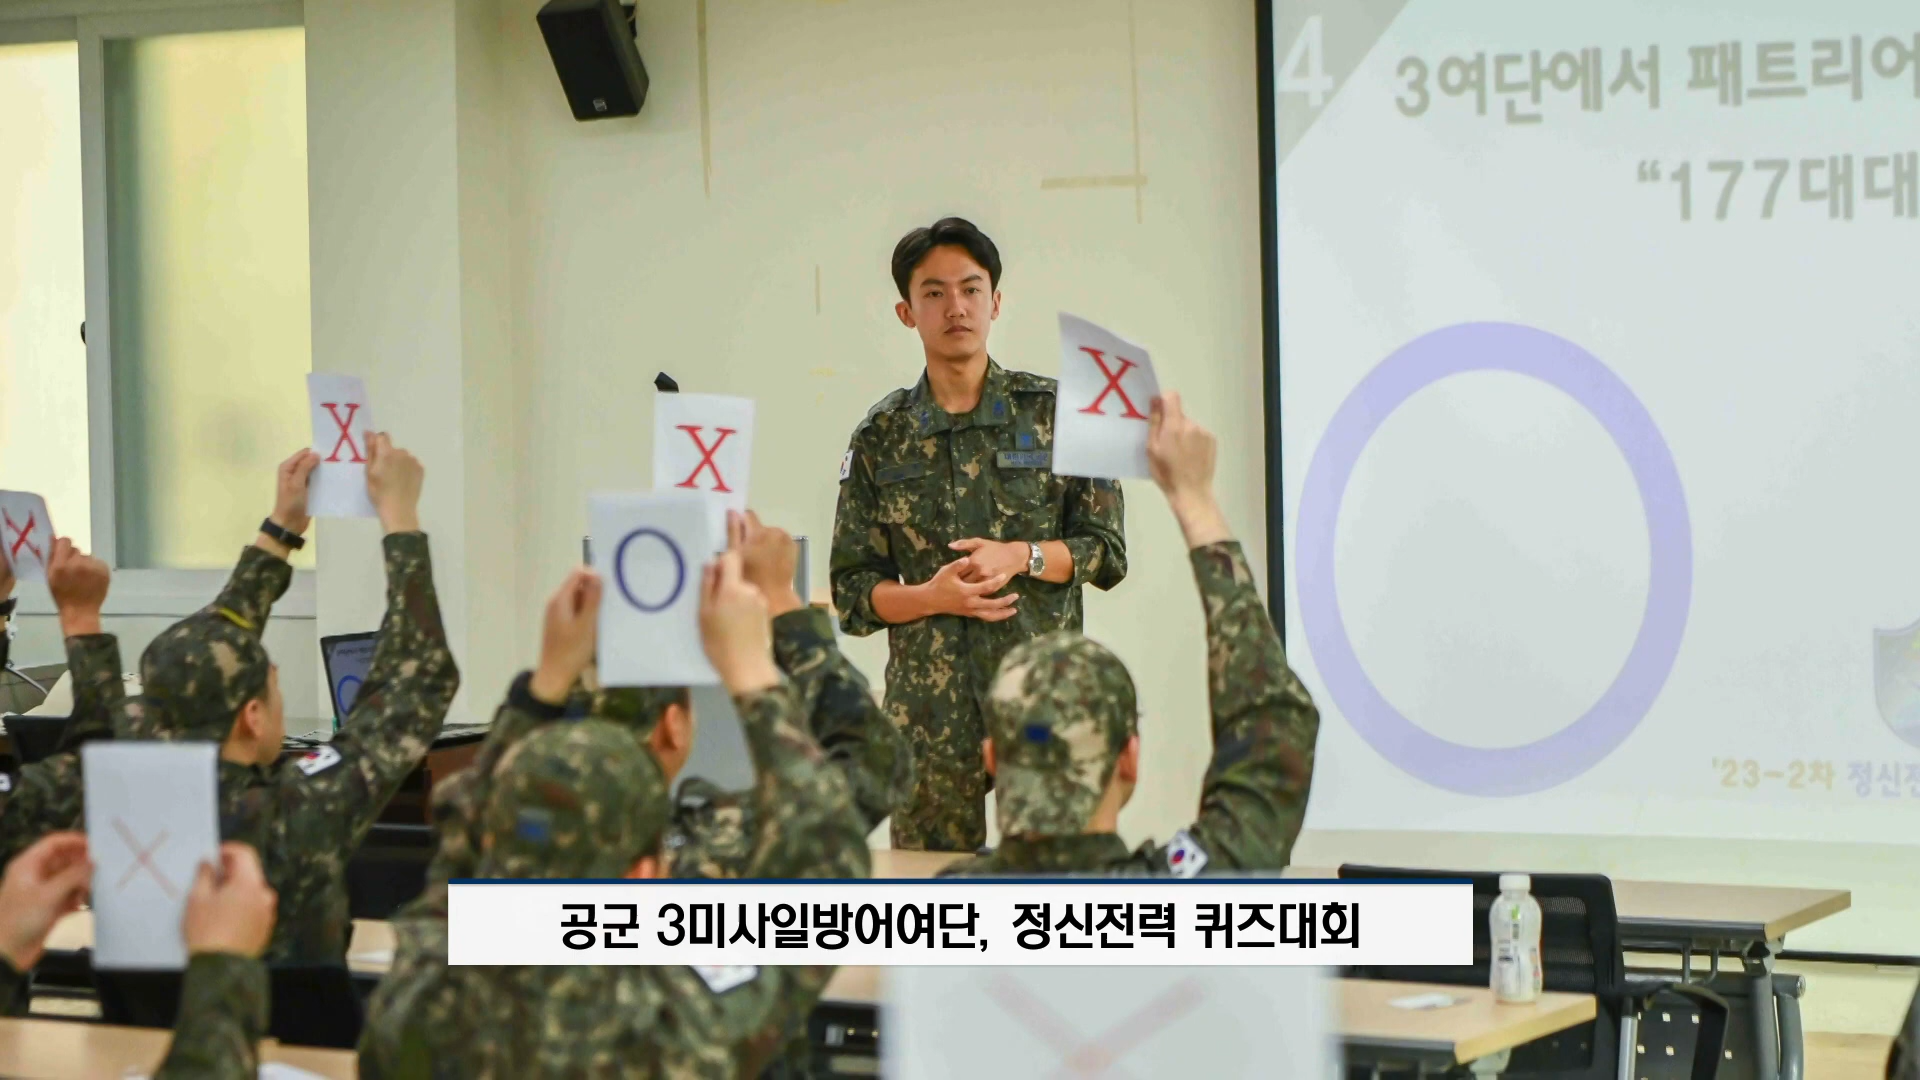 4
3여단에서 패트리어
“177대대
X
X
X
X
O
X
X
'23-2차 정신전
공군 3미사일방어여단, 정신전력 퀴즈대회